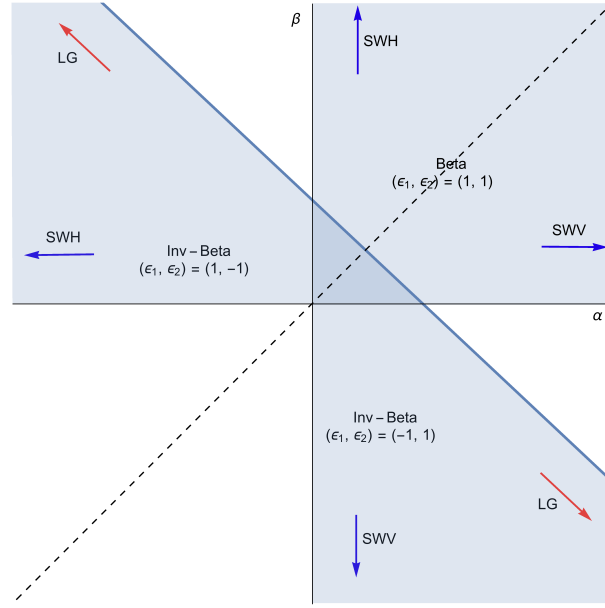 β
SWH
LG
Beta
(ϵ₁, ϵ₂) = (1, 1)
SWH
SWV
Inv – Beta
(ϵ₁, ϵ₂) = (1, –1)
α
Inv – Beta
(ϵ₁, ϵ₂) = (–1, 1)
LG
SWV